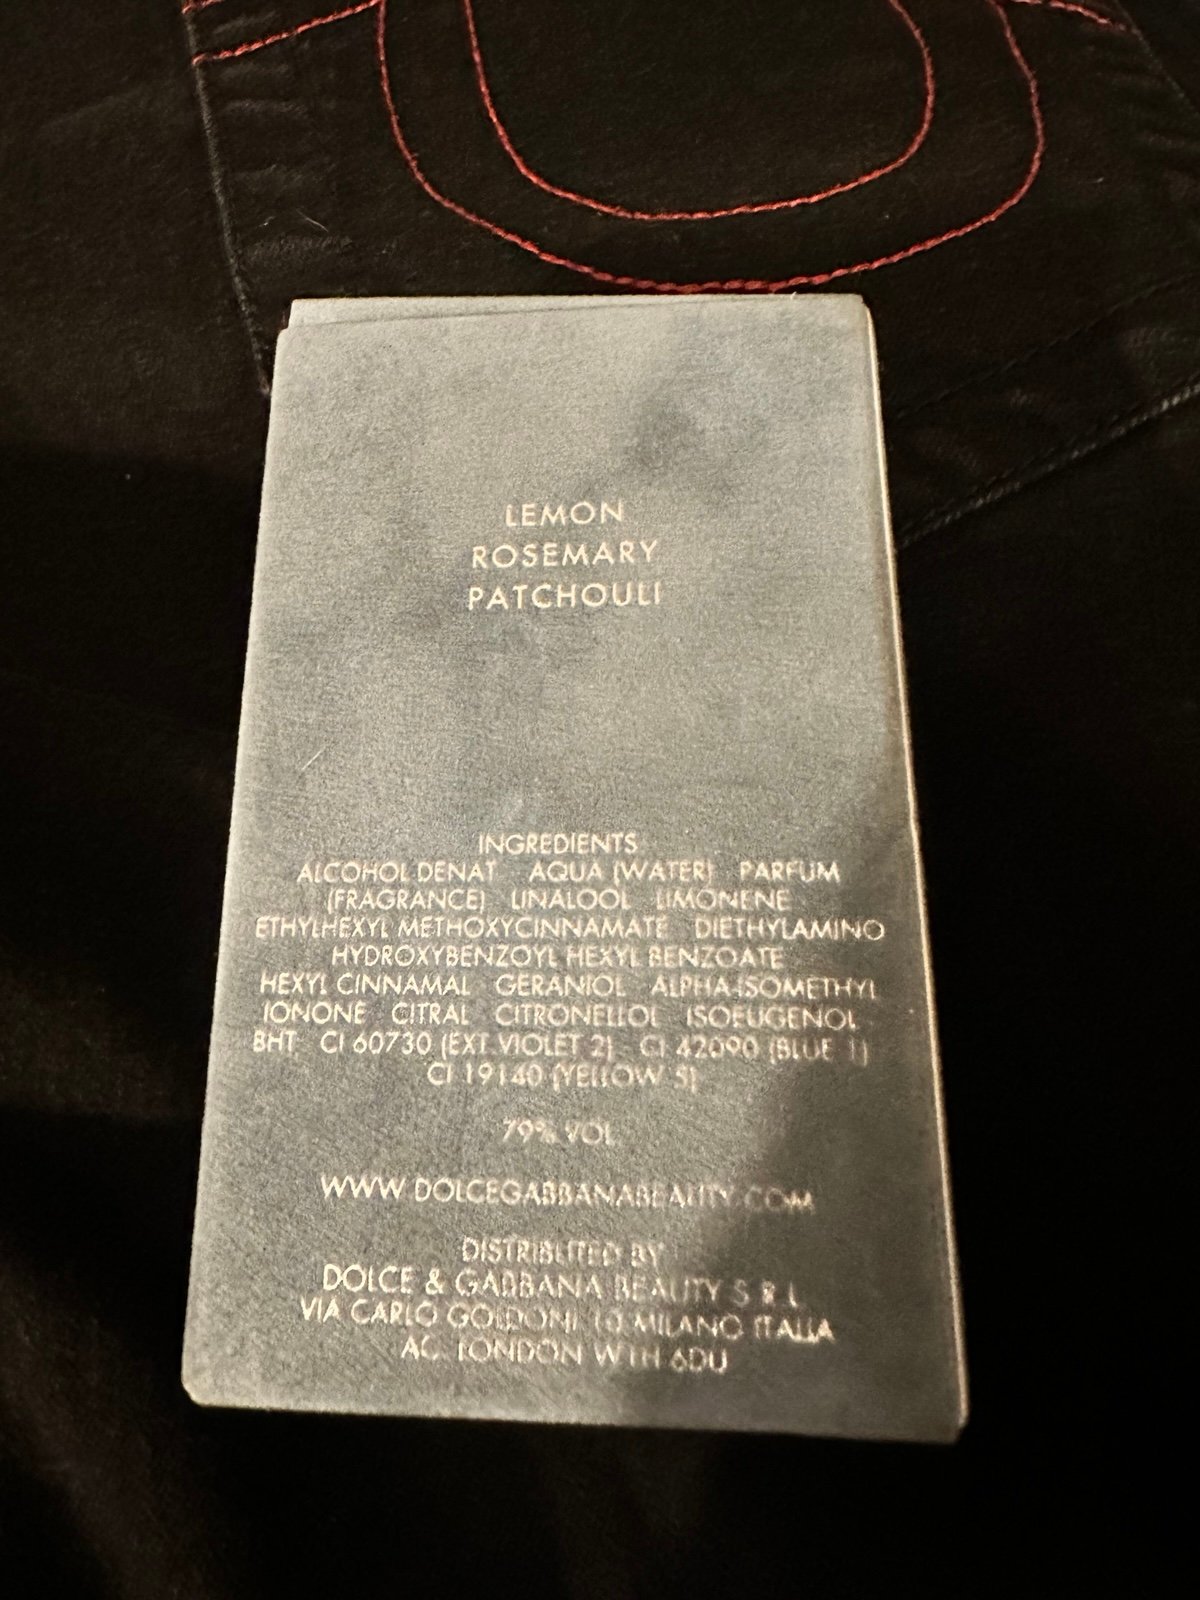 LEMON
ROSEMARY
PATCHOULI
INGREDIENTS
ALCOHOL DENAT AQUA (WATER) PARFUM
(FRAGRANCE) LINALOOL LIMONENE
ETHYLHEXYL METHOXYCINNAMATE DIETHYLAMINO
HYDROXYBENZOYL HEXYL BENZOATE
HEXYL CINNAMAL GERANIOL ALPHA-ISOMETHYL
IONONE CITRAL CITRONELLOL ISOEUGENOL
BHT CI 60730 (EXT. VIOLET 2) CI 42090 (BLUE 1)
CI 19140 (YELLOW 5)
79% VOL
WWW.DOLCEGABBANABEAUTY.COM
DISTRIBUTED BY
DOLCE & GABBANA BEAUTY S.R.L.
VIA CARLO GOLDONI 10 MILANO ITALIA
AC. LONDON W1H 6DU